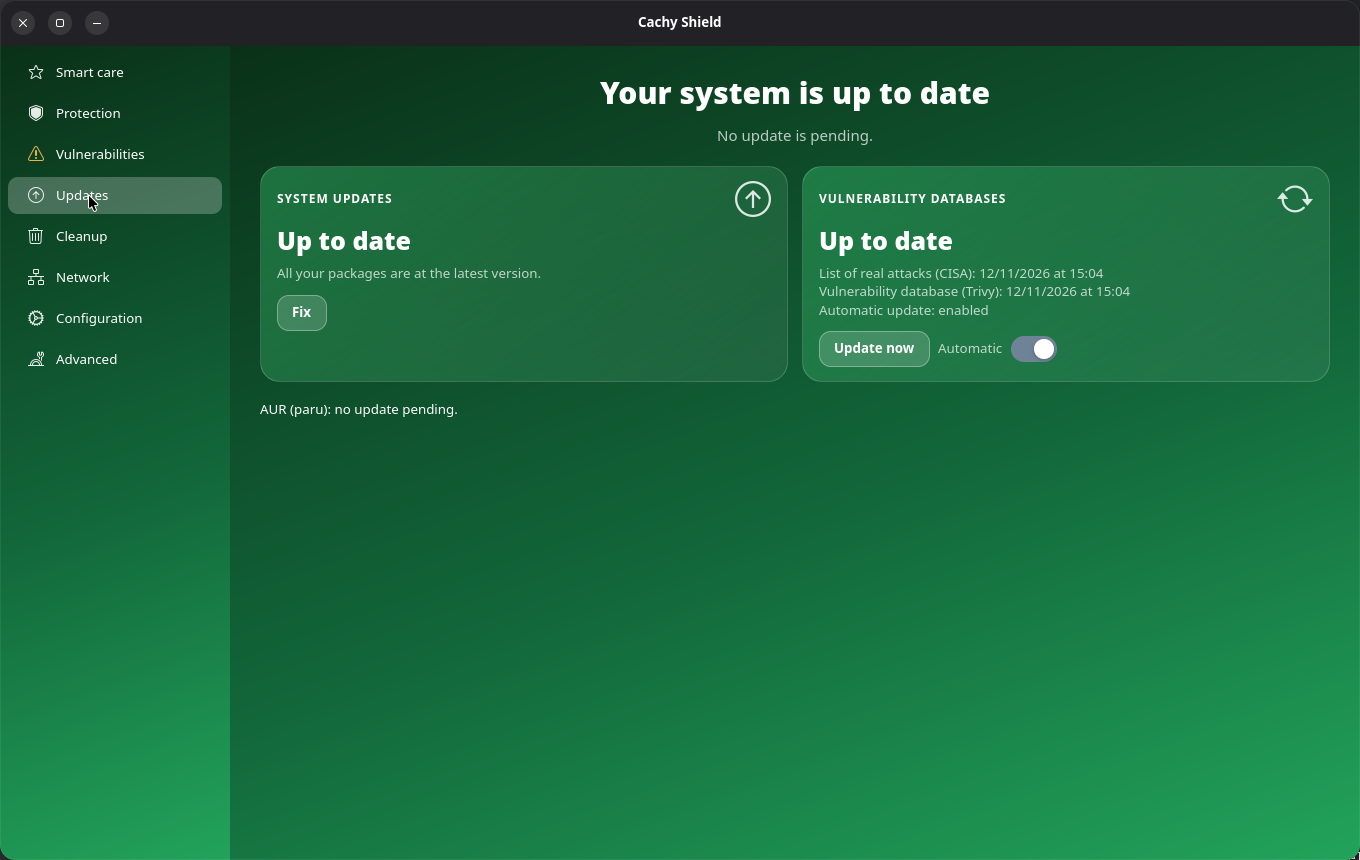 Cachy Shield
Smart care
Protection
Vulnerabilities
Updates
Cleanup
Network
Configuration
Advanced
Your system is up to date
No update is pending.
SYSTEM UPDATES
Up to date
All your packages are at the latest version.
Fix
VULNERABILITY DATABASES
Up to date
List of real attacks (CISA): 12/11/2026 at 15:04
Vulnerability database (Trivy): 12/11/2026 at 15:04
Automatic update: enabled
Update now Automatic
AUR (paru): no update pending.